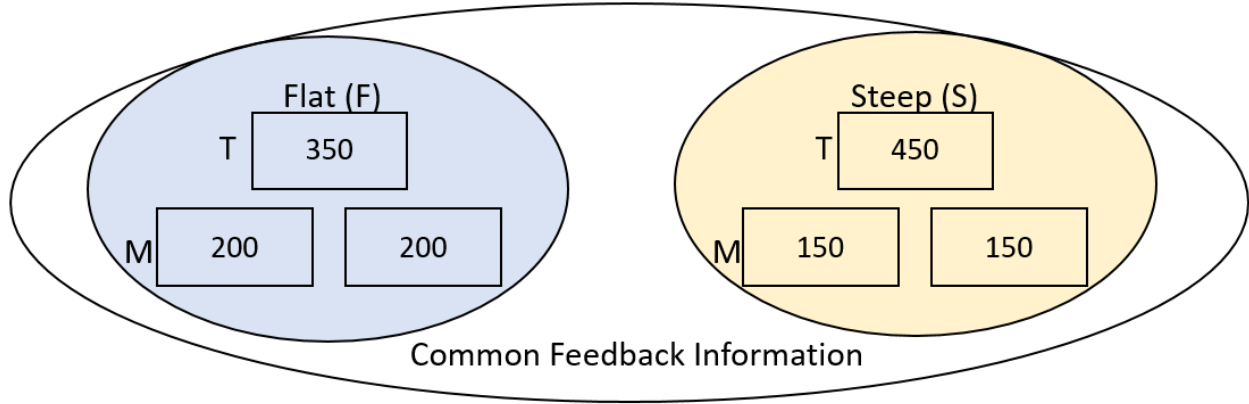 Flat (F)
Steep (S)
T 350
T 450
M 200 200
M 150 150
Common Feedback Information